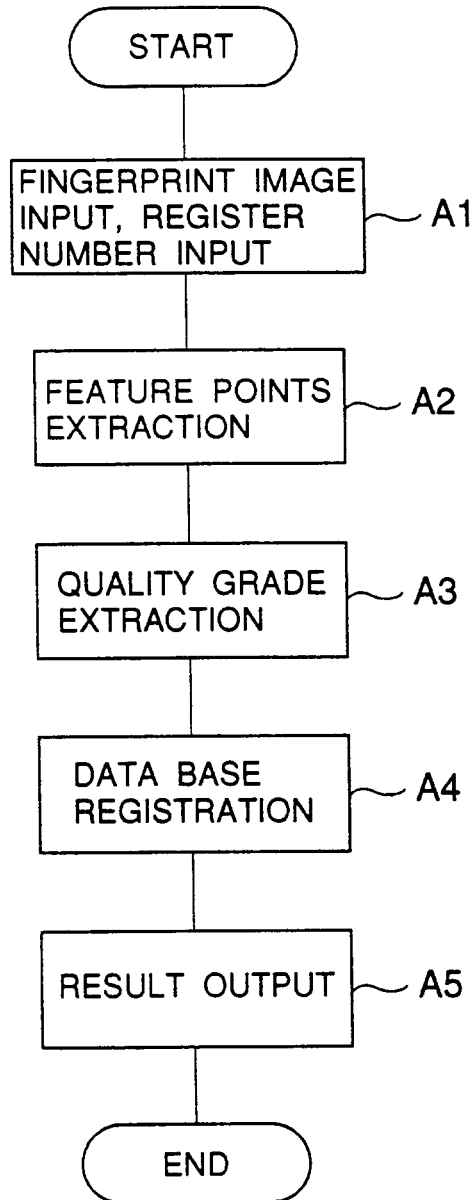 START
FINGERPRINT IMAGE
INPUT, REGISTER
NUMBER INPUT
A1
FEATURE POINTS
EXTRACTION
A2
QUALITY GRADE
EXTRACTION
A3
DATA BASE
REGISTRATION
A4
RESULT OUTPUT
A5
END